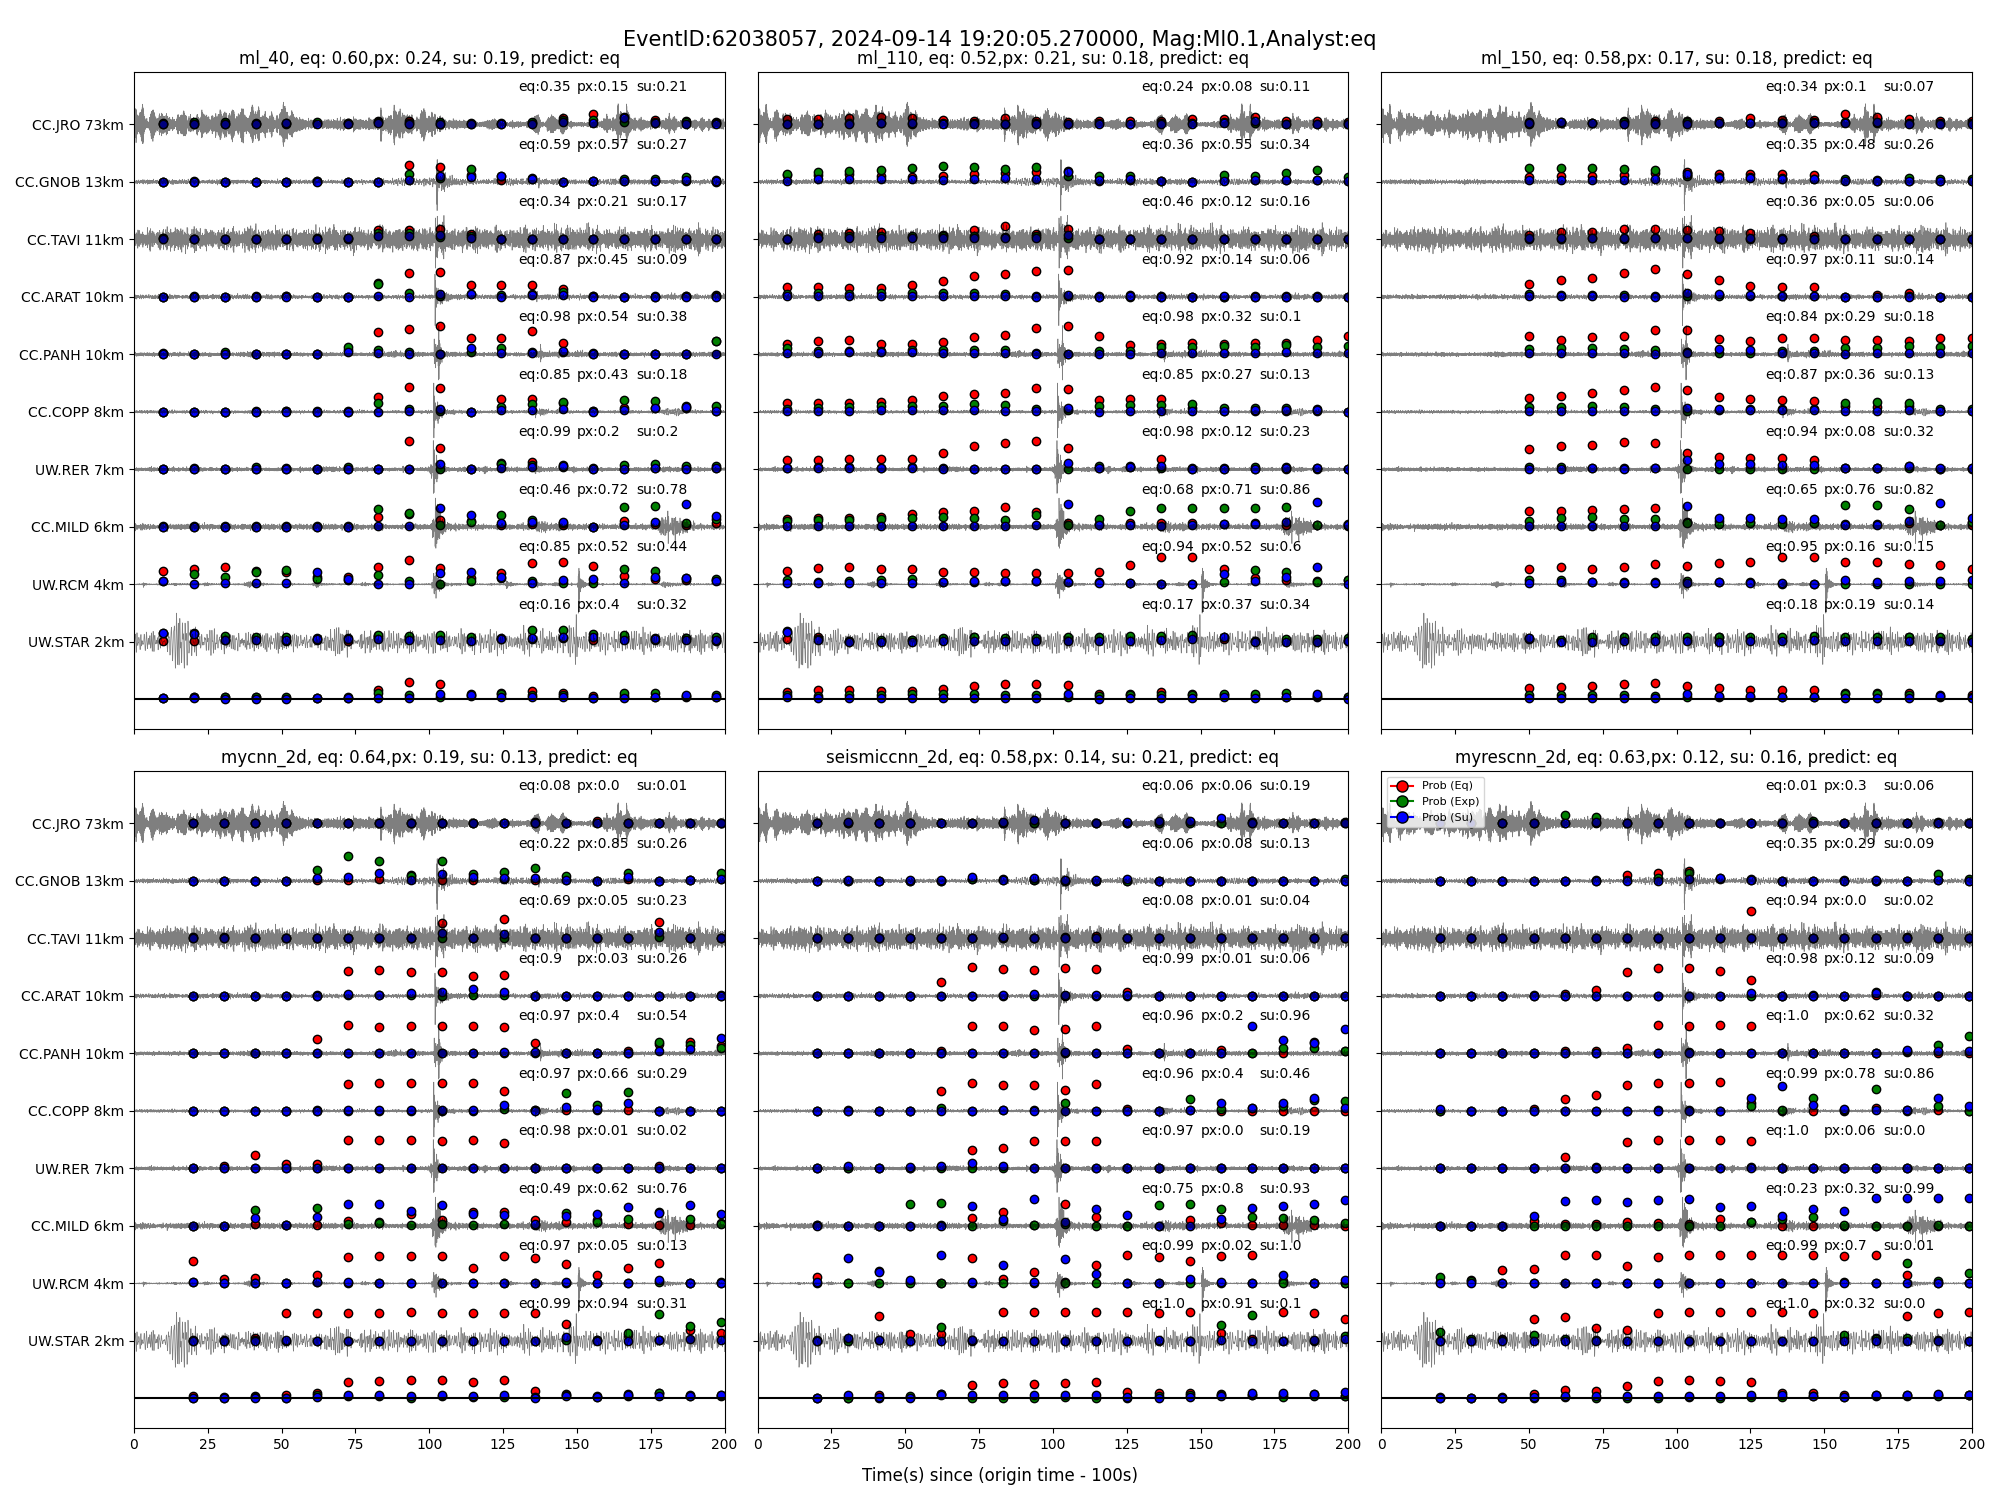 EventID:62038057, 2024-09-14 19:20:05.270000, Mag:Ml0.1,Analyst:eq
ml_40, eq: 0.60,px: 0.24, su: 0.19, predict: eq
CC.JRO 73km eq:0.35 px:0.15 su:0.21
CC.GNOB 13km eq:0.59 px:0.57 su:0.27
CC.TAVI 11km eq:0.34 px:0.21 su:0.17
CC.ARAT 10km eq:0.87 px:0.45 su:0.09
CC.PANH 10km eq:0.98 px:0.54 su:0.38
CC.COPP 8km eq:0.85 px:0.43 su:0.18
UW.RER 7km eq:0.99 px:0.2 su:0.2
CC.MILD 6km eq:0.46 px:0.72 su:0.78
UW.RCM 4km eq:0.85 px:0.52 su:0.44
UW.STAR 2km eq:0.16 px:0.4 su:0.32
ml_110, eq: 0.52,px: 0.21, su: 0.18, predict: eq
eq:0.24 px:0.08 su:0.11
eq:0.36 px:0.55 su:0.34
eq:0.46 px:0.12 su:0.16
eq:0.92 px:0.14 su:0.06
eq:0.98 px:0.32 su:0.1
eq:0.85 px:0.27 su:0.13
eq:0.98 px:0.12 su:0.23
eq:0.68 px:0.71 su:0.86
eq:0.94 px:0.52 su:0.6
eq:0.17 px:0.37 su:0.34
ml_150, eq: 0.58,px: 0.17, su: 0.18, predict: eq
eq:0.34 px:0.1 su:0.07
eq:0.35 px:0.48 su:0.26
eq:0.36 px:0.05 su:0.06
eq:0.97 px:0.11 su:0.14
eq:0.84 px:0.29 su:0.18
eq:0.87 px:0.36 su:0.13
eq:0.94 px:0.08 su:0.32
eq:0.65 px:0.76 su:0.82
eq:0.95 px:0.16 su:0.15
eq:0.18 px:0.19 su:0.14
mycnn_2d, eq: 0.64,px: 0.19, su: 0.13, predict: eq
CC.JRO 73km eq:0.08 px:0.0 su:0.01
CC.GNOB 13km eq:0.22 px:0.85 su:0.26
CC.TAVI 11km eq:0.69 px:0.05 su:0.23
CC.ARAT 10km eq:0.9 px:0.03 su:0.26
CC.PANH 10km eq:0.97 px:0.4 su:0.54
CC.COPP 8km eq:0.97 px:0.66 su:0.29
UW.RER 7km eq:0.98 px:0.01 su:0.02
CC.MILD 6km eq:0.49 px:0.62 su:0.76
UW.RCM 4km eq:0.97 px:0.05 su:0.13
UW.STAR 2km eq:0.99 px:0.94 su:0.31
0 25 50 75 100 125 150 175 200
seismiccnn_2d, eq: 0.58,px: 0.14, su: 0.21, predict: eq
eq:0.06 px:0.06 su:0.19
eq:0.06 px:0.08 su:0.13
eq:0.08 px:0.01 su:0.04
eq:0.99 px:0.01 su:0.06
eq:0.96 px:0.2 su:0.96
eq:0.96 px:0.4 su:0.46
eq:0.97 px:0.0 su:0.19
eq:0.75 px:0.8 su:0.93
eq:0.99 px:0.02 su:1.0
eq:1.0 px:0.91 su:0.1
0 25 50 75 100 125 150 175 200
myrescnn_2d, eq: 0.63,px: 0.12, su: 0.16, predict: eq
Prob (Eq)
Prob (Exp)
Prob (Su)
eq:0.01 px:0.3 su:0.06
eq:0.35 px:0.29 su:0.09
eq:0.94 px:0.0 su:0.02
eq:0.98 px:0.12 su:0.09
eq:1.0 px:0.62 su:0.32
eq:0.99 px:0.78 su:0.86
eq:1.0 px:0.06 su:0.0
eq:0.23 px:0.32 su:0.99
eq:0.99 px:0.7 su:0.01
eq:1.0 px:0.32 su:0.0
0 25 50 75 100 125 150 175 200
Time(s) since (origin time - 100s)